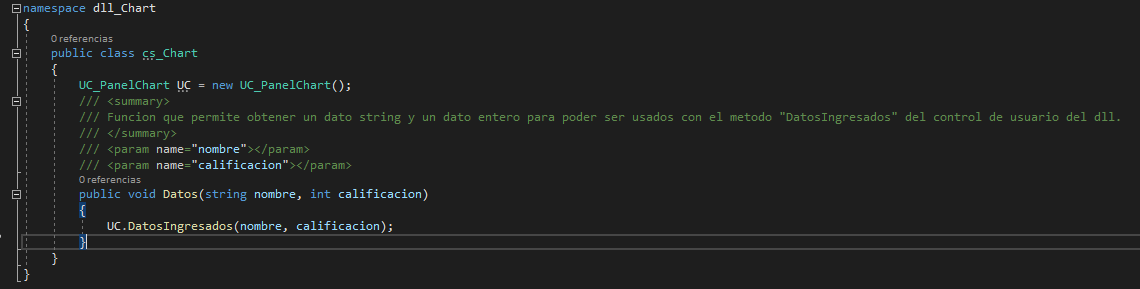 namespace dll_Chart
{
0 referencias
public class cs_Chart
{
UC_PanelChart UC = new UC_PanelChart();
/// <summary>
/// Funcion que permite obtener un dato string y un dato entero para poder ser usados con el metodo "DatosIngresados" del control de usuario del dll.
/// </summary>
/// <param name="nombre"></param>
/// <param name="calificacion"></param>
0 referencias
public void Datos(string nombre, int calificacion)
{
UC.DatosIngresados(nombre, calificacion);
}
}
}